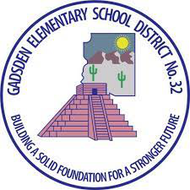 GADSDEN ELEMENTARY SCHOOL DISTRICT No. 32
BUILDING A SOLID FOUNDATION FOR A STRONGER FUTURE